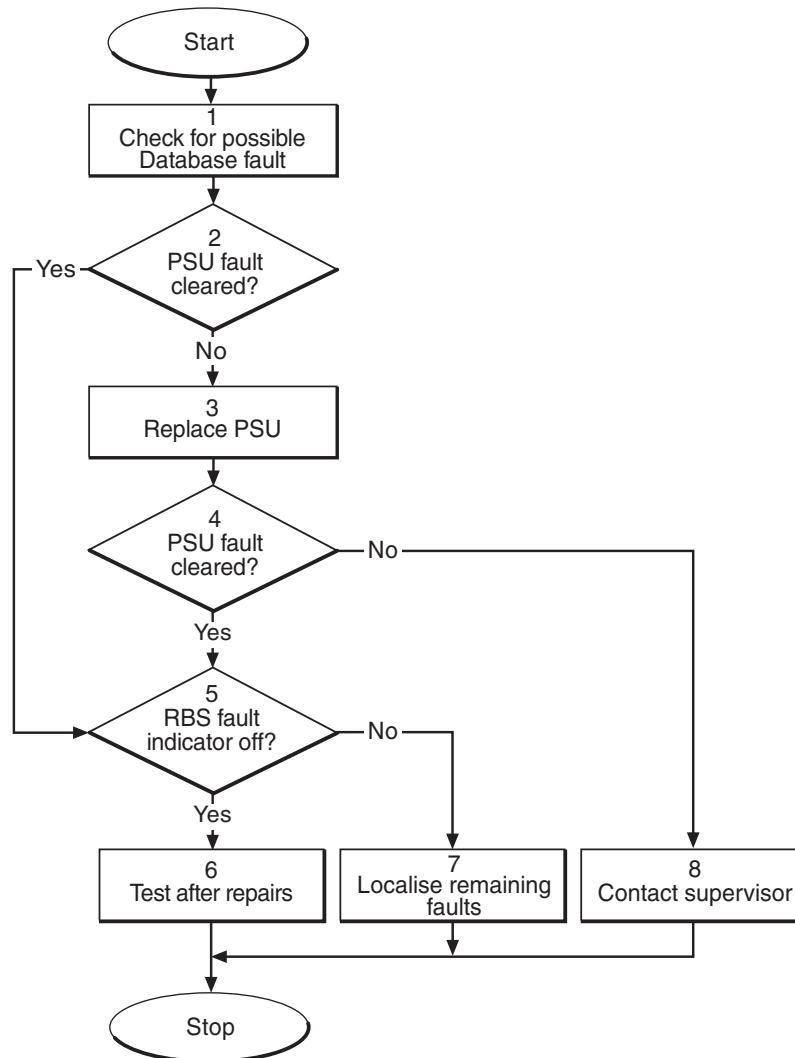 Start
1
Check for possible
Database fault
2
PSU fault
cleared?
Yes
No
3
Replace PSU
4
PSU fault
cleared?
No
Yes
5
RBS fault
indicator off?
No
Yes
6
Test after repairs
7
Localise remaining
faults
8
Contact supervisor
Stop